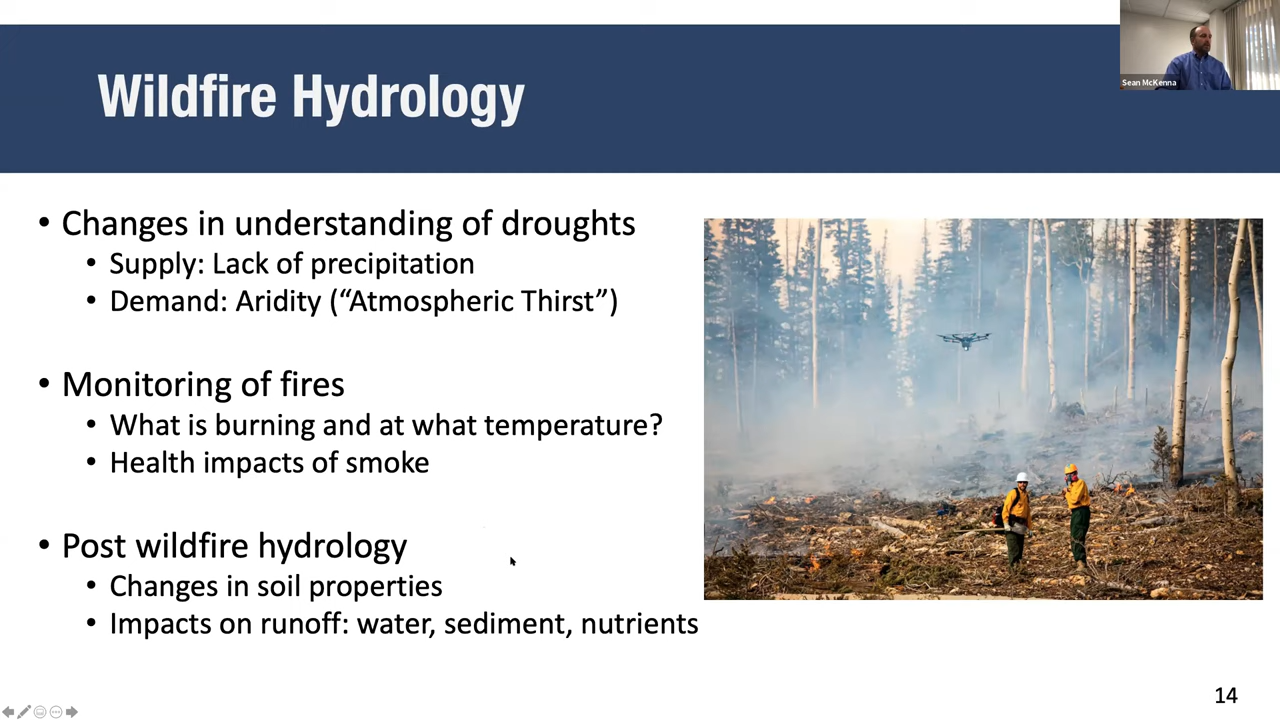 Wildfire Hydrology
Sean McKenna
• Changes in understanding of droughts
• Supply: Lack of precipitation
• Demand: Aridity (“Atmospheric Thirst”)
• Monitoring of fires
• What is burning and at what temperature?
• Health impacts of smoke
• Post wildfire hydrology
• Changes in soil properties
• Impacts on runoff: water, sediment, nutrients
14